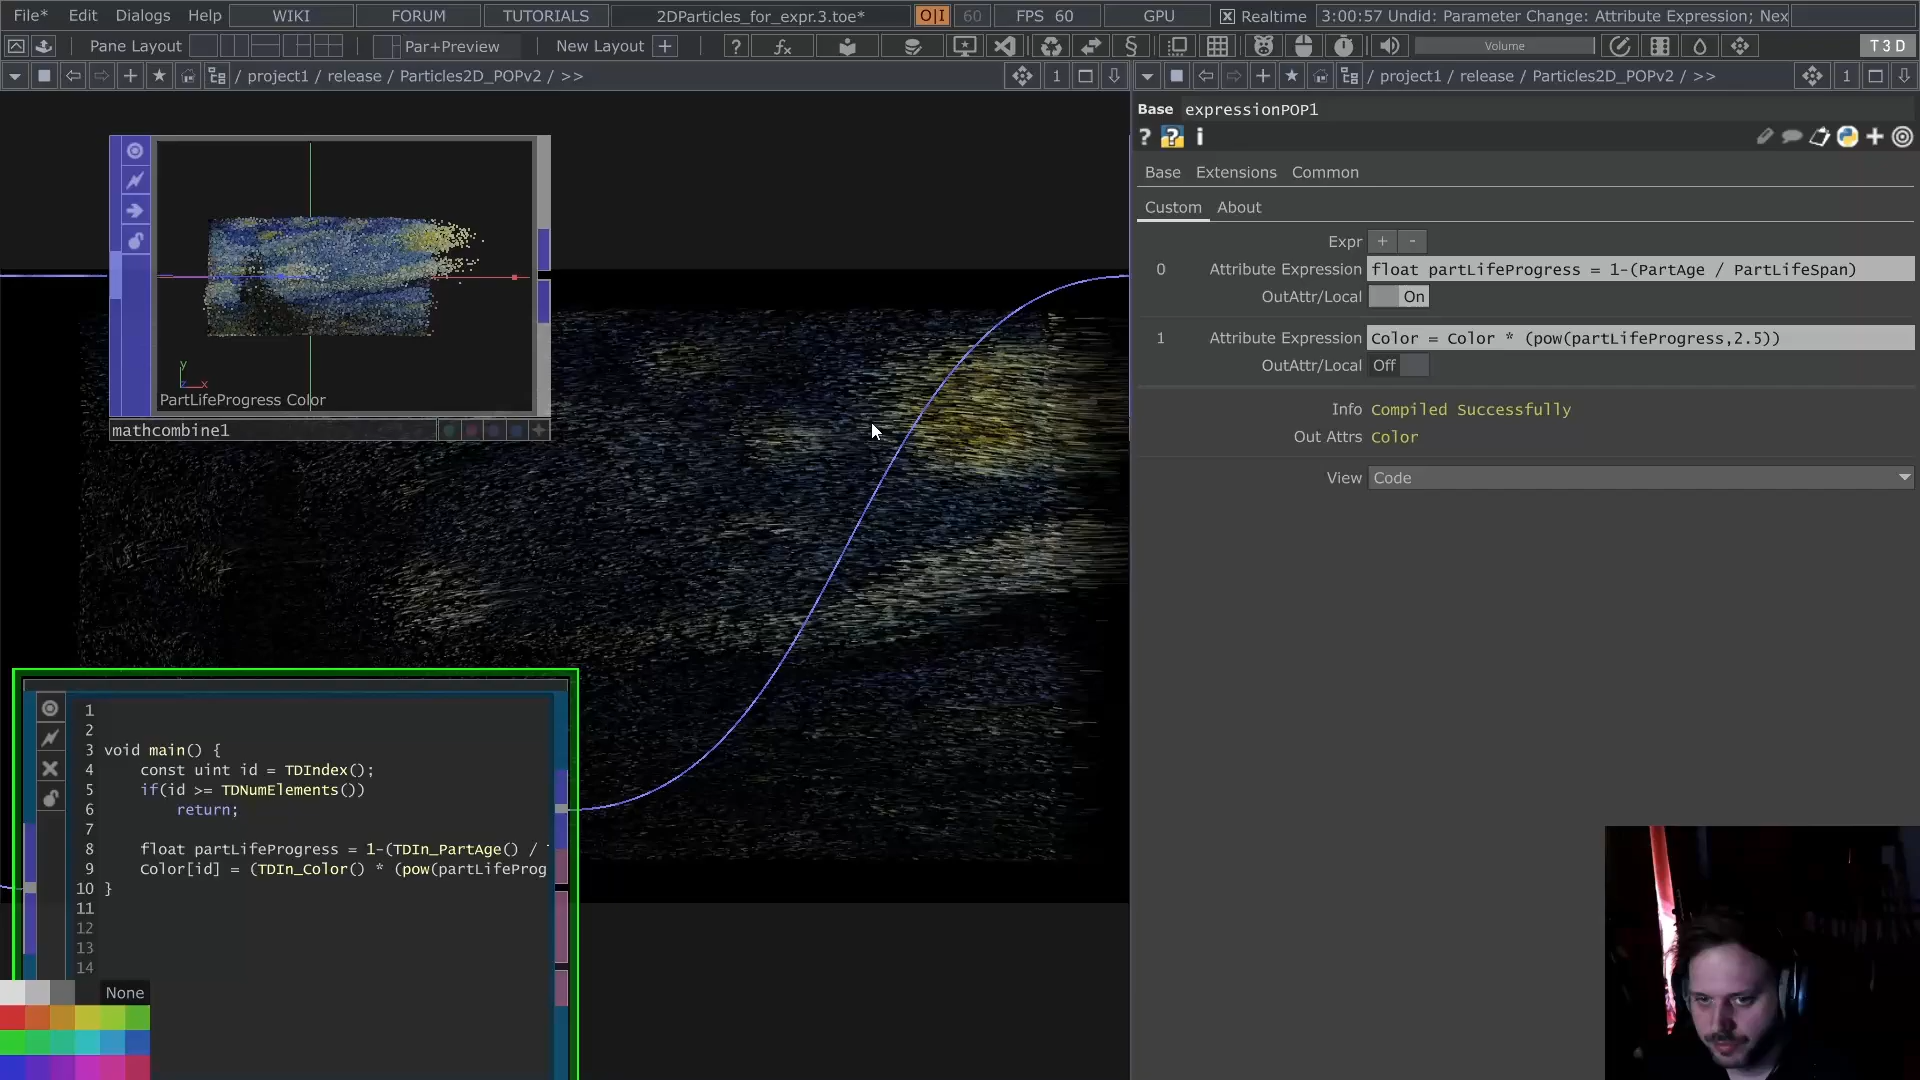 File* Edit Dialogs Help WIKI FORUM TUTORIALS 2DParticles_for_expr.3.toe* O|I 60 FPS 60 GPU Realtime 3:00:57 Undid: Parameter Change: Attribute Expression; Nex
Pane Layout Par+Preview New Layout + ? fx Volume T3D
/ project1 / release / Particles2D_POPv2 / >> 1
/ project1 / release / Particles2D_POPv2 / >> 1
PartLifeProgress Color
mathcombine1
y
x
z
1
2
3 void main() {
4 const uint id = TDIndex();
5 if(id >= TDNumElements())
6 return;
7
8 float partLifeProgress = 1-(TDIn_PartAge() /
9 Color[id] = (TDIn_Color() * (pow(partLifeProg
10 }
11
12
13
14
None
Base expressionPOP1
? ? i
Base Extensions Common
Custom About
Expr + -
0 Attribute Expression float partLifeProgress = 1-(PartAge / PartLifeSpan)
OutAttr/Local On
1 Attribute Expression Color = Color * (pow(partLifeProgress,2.5))
OutAttr/Local Off
Info Compiled Successfully
Out Attrs Color
View Code